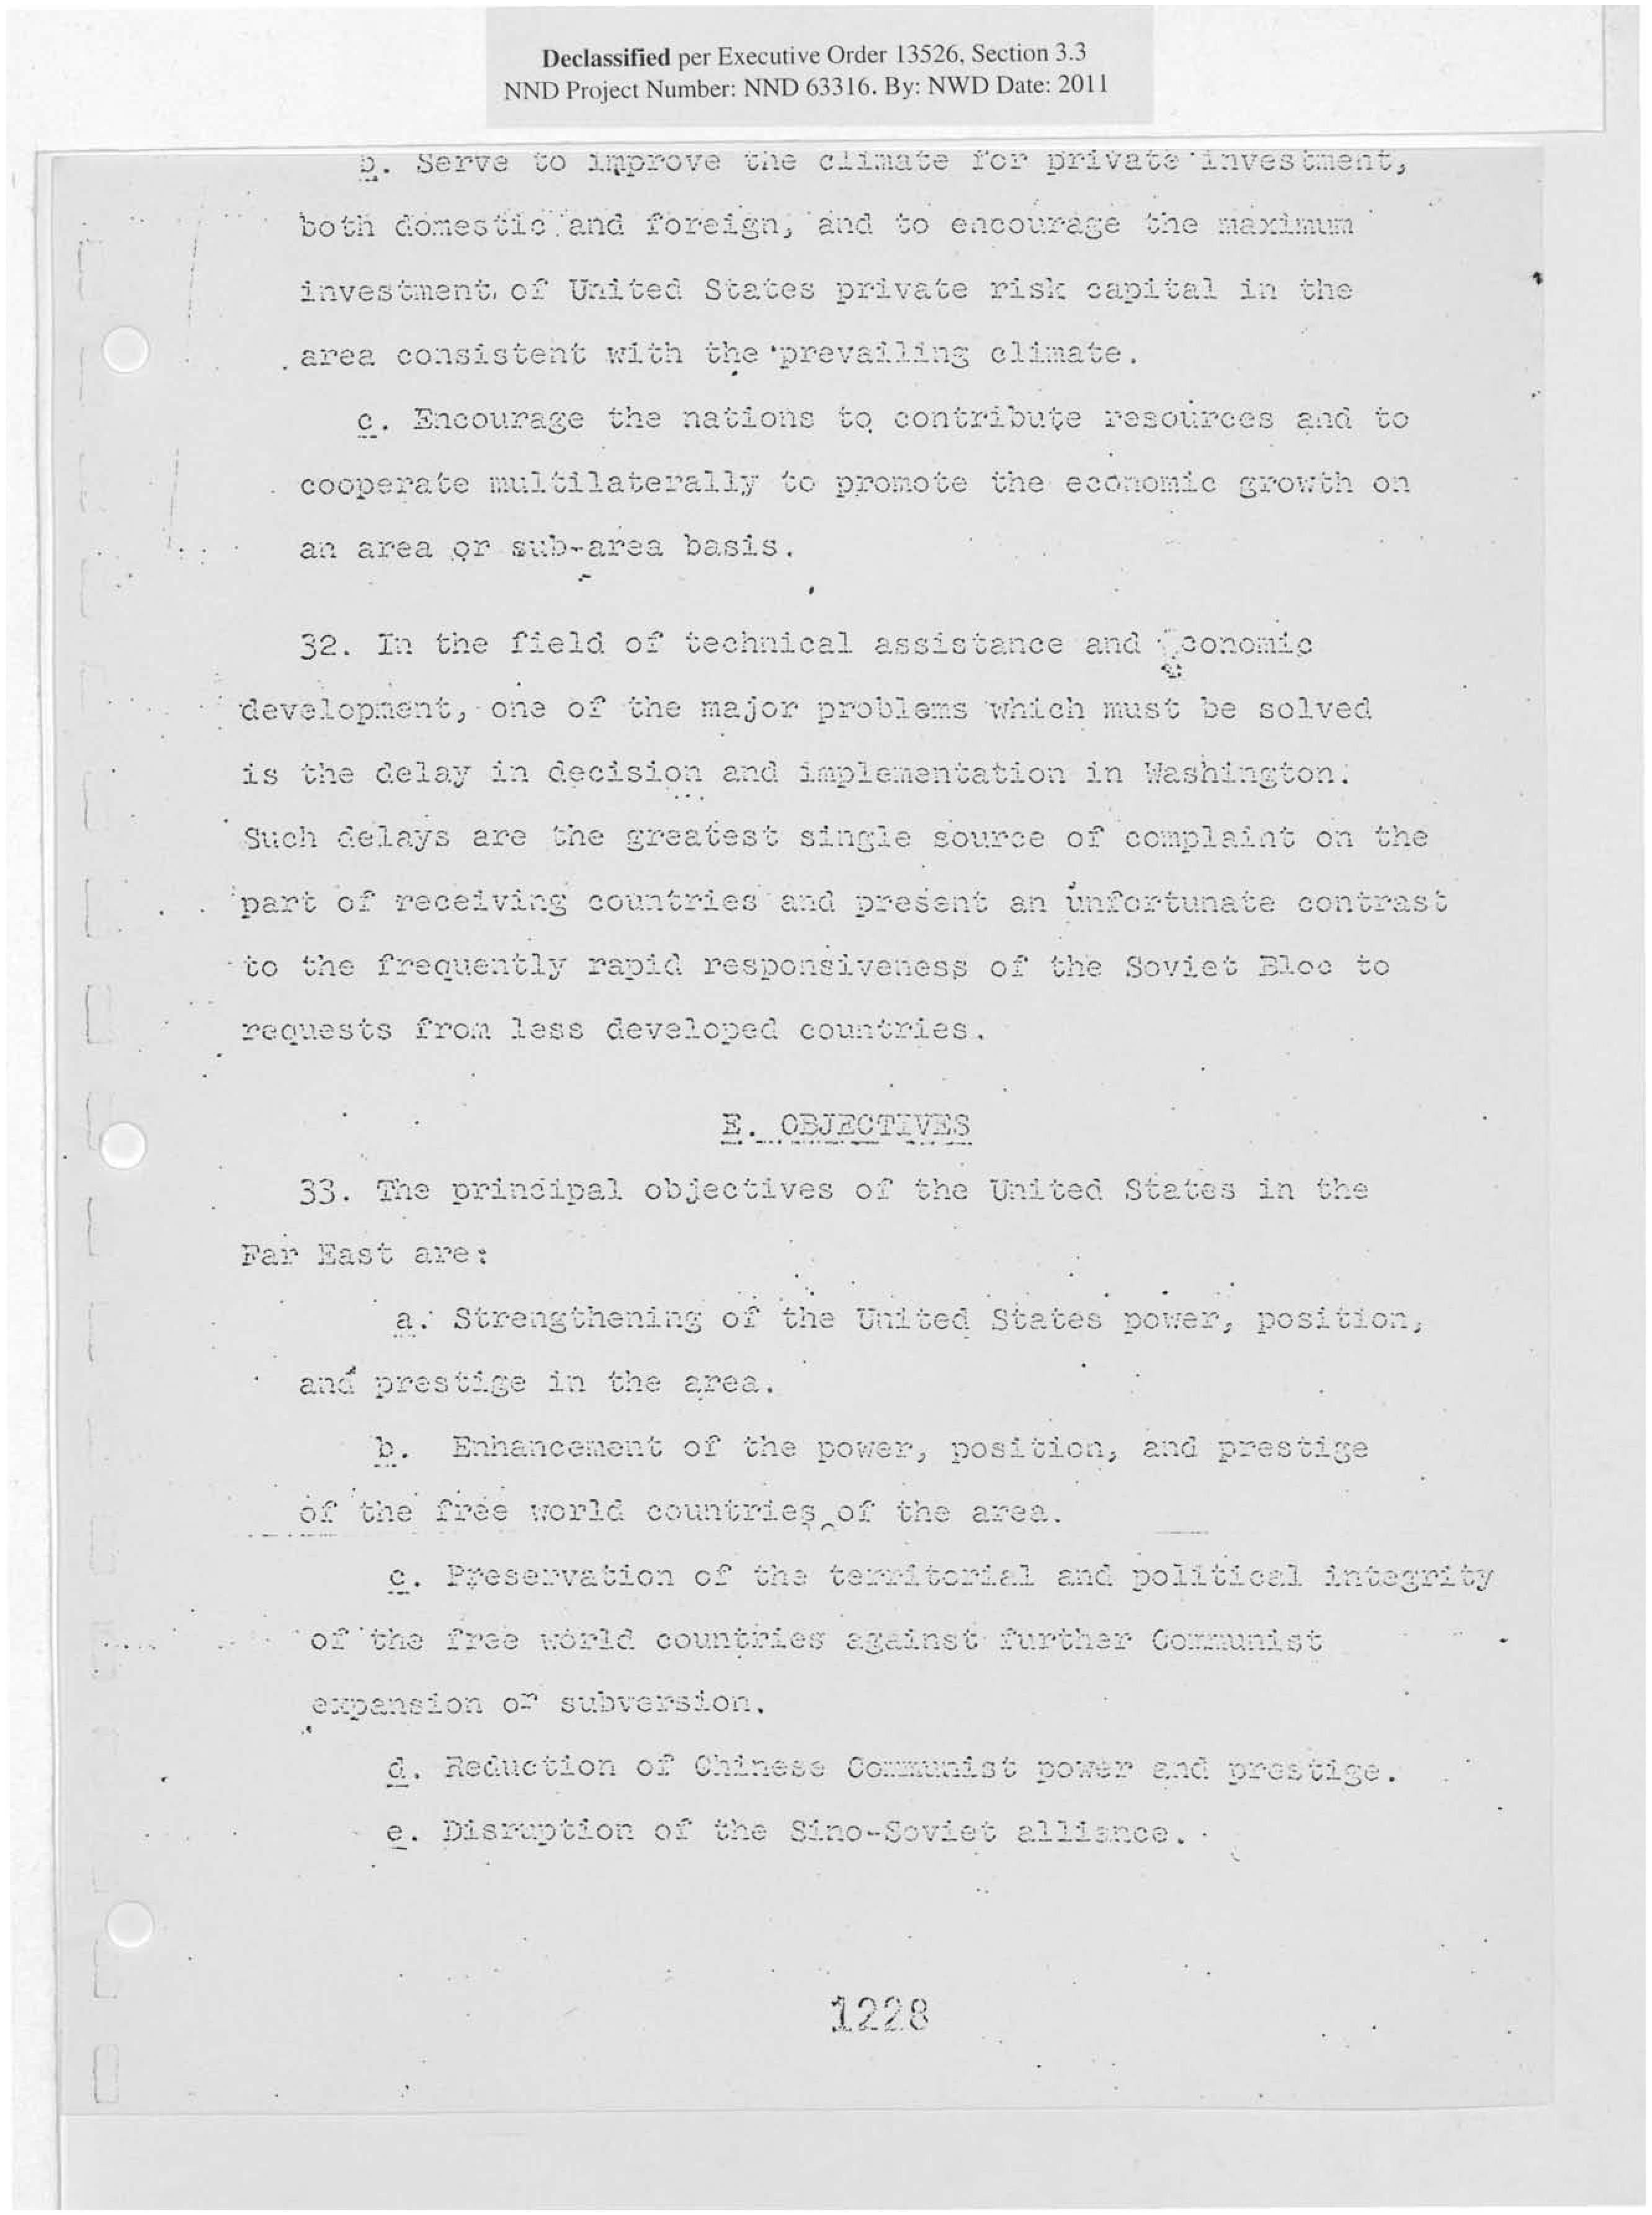 Declassified per Executive Order 13526, Section 3.3
NND Project Number: NND 63316. By: NWD Date: 2011
b. Serve to improve the climate for private investment,
both domestic and foreign, and to encourage the maximum
investment of United States private risk capital in the
area consistent with the prevailing climate.
c. Encourage the nations to contribute resources and to
cooperate multilaterally to promote the economic growth on
an area or sub-area basis.
32. In the field of technical assistance and economic
development, one of the major problems which must be solved
is the delay in decision and implementation in Washington.
Such delays are the greatest single source of complaint on the
part of receiving countries and present an unfortunate contrast
to the frequently rapid responsiveness of the Soviet Bloc to
requests from less developed countries.
E. OBJECTIVES
33. The principal objectives of the United States in the
Far East are:
a. Strengthening of the United States power, position,
and prestige in the area.
b. Enhancement of the power, position, and prestige
of the free world countries of the area.
c. Preservation of the territorial and political integrity
of the free world countries against further Communist
expansion or subversion.
d. Reduction of Chinese Communist power and prestige.
e. Disruption of the Sino-Soviet alliance.
1228